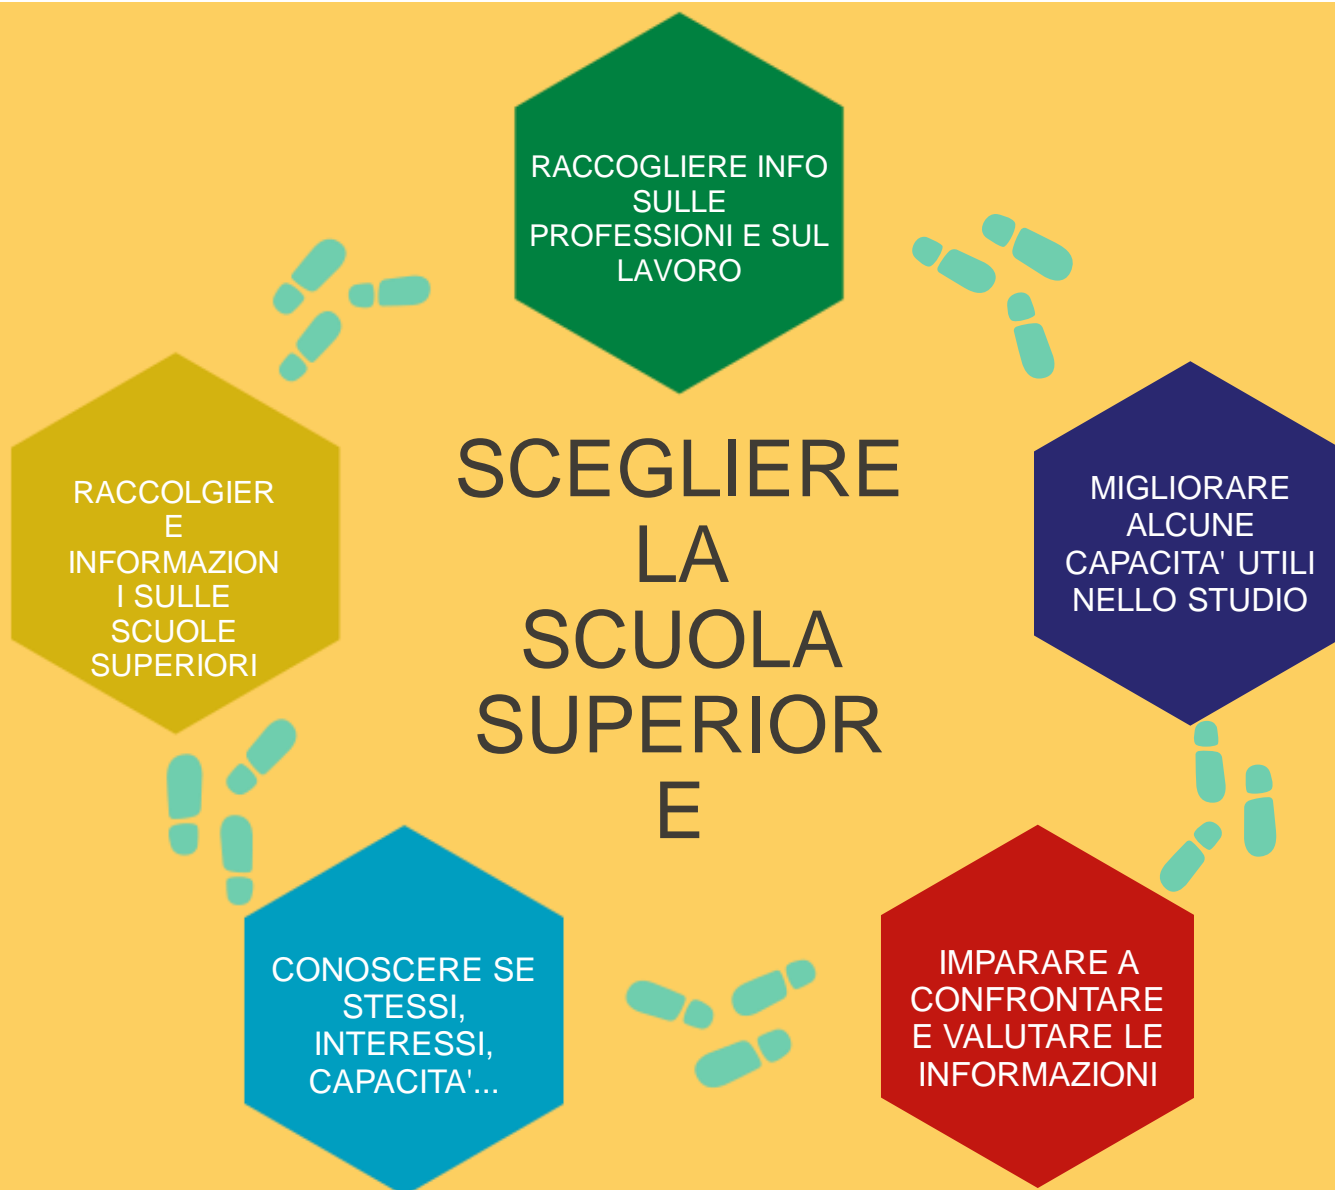 RACCOGLIERE INFO
SULLE
PROFESSIONI E SUL
LAVORO
RACCOLGIER
E
INFORMAZION
I SULLE
SCUOLE
SUPERIORI
SCEGLIERE
LA
SCUOLA
SUPERIOR
E
MIGLIORARE
ALCUNE
CAPACITA' UTILI
NELLO STUDIO
CONOSCERE SE
STESSI,
INTERESSI,
CAPACITA'...
IMPARARE A
CONFRONTARE
E VALUTARE LE
INFORMAZIONI